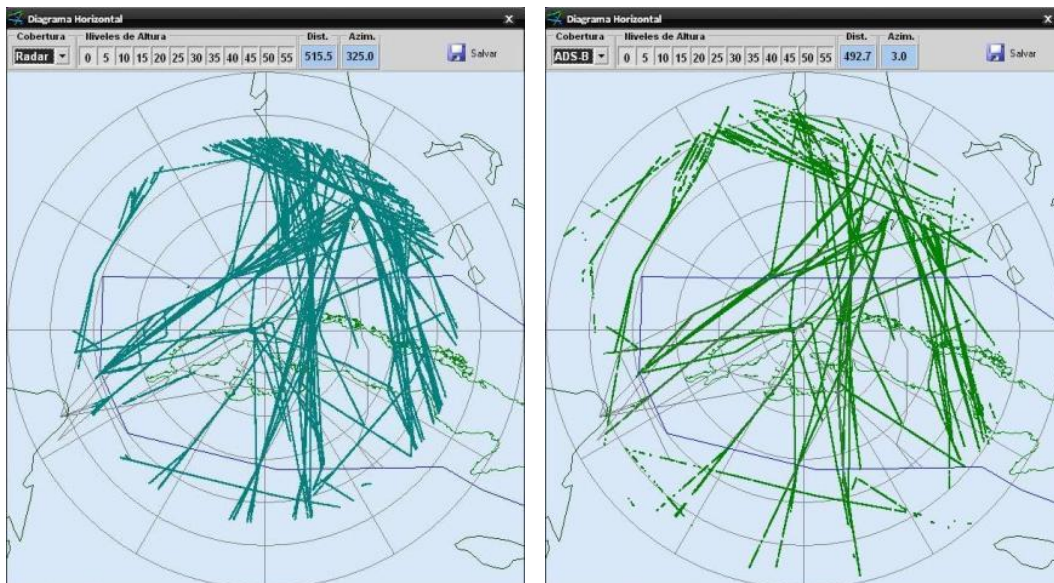 Diagrama Horizontal X
Cobertura Niveles de Altura Dist. Azim.
Radar 0 5 10 15 20 25 30 35 40 45 50 55 515.5 325.0 Salvar
Diagrama Horizontal X
Cobertura Niveles de Altura Dist. Azim.
ADS-B 0 5 10 15 20 25 30 35 40 45 50 55 492.7 3.0 Salvar